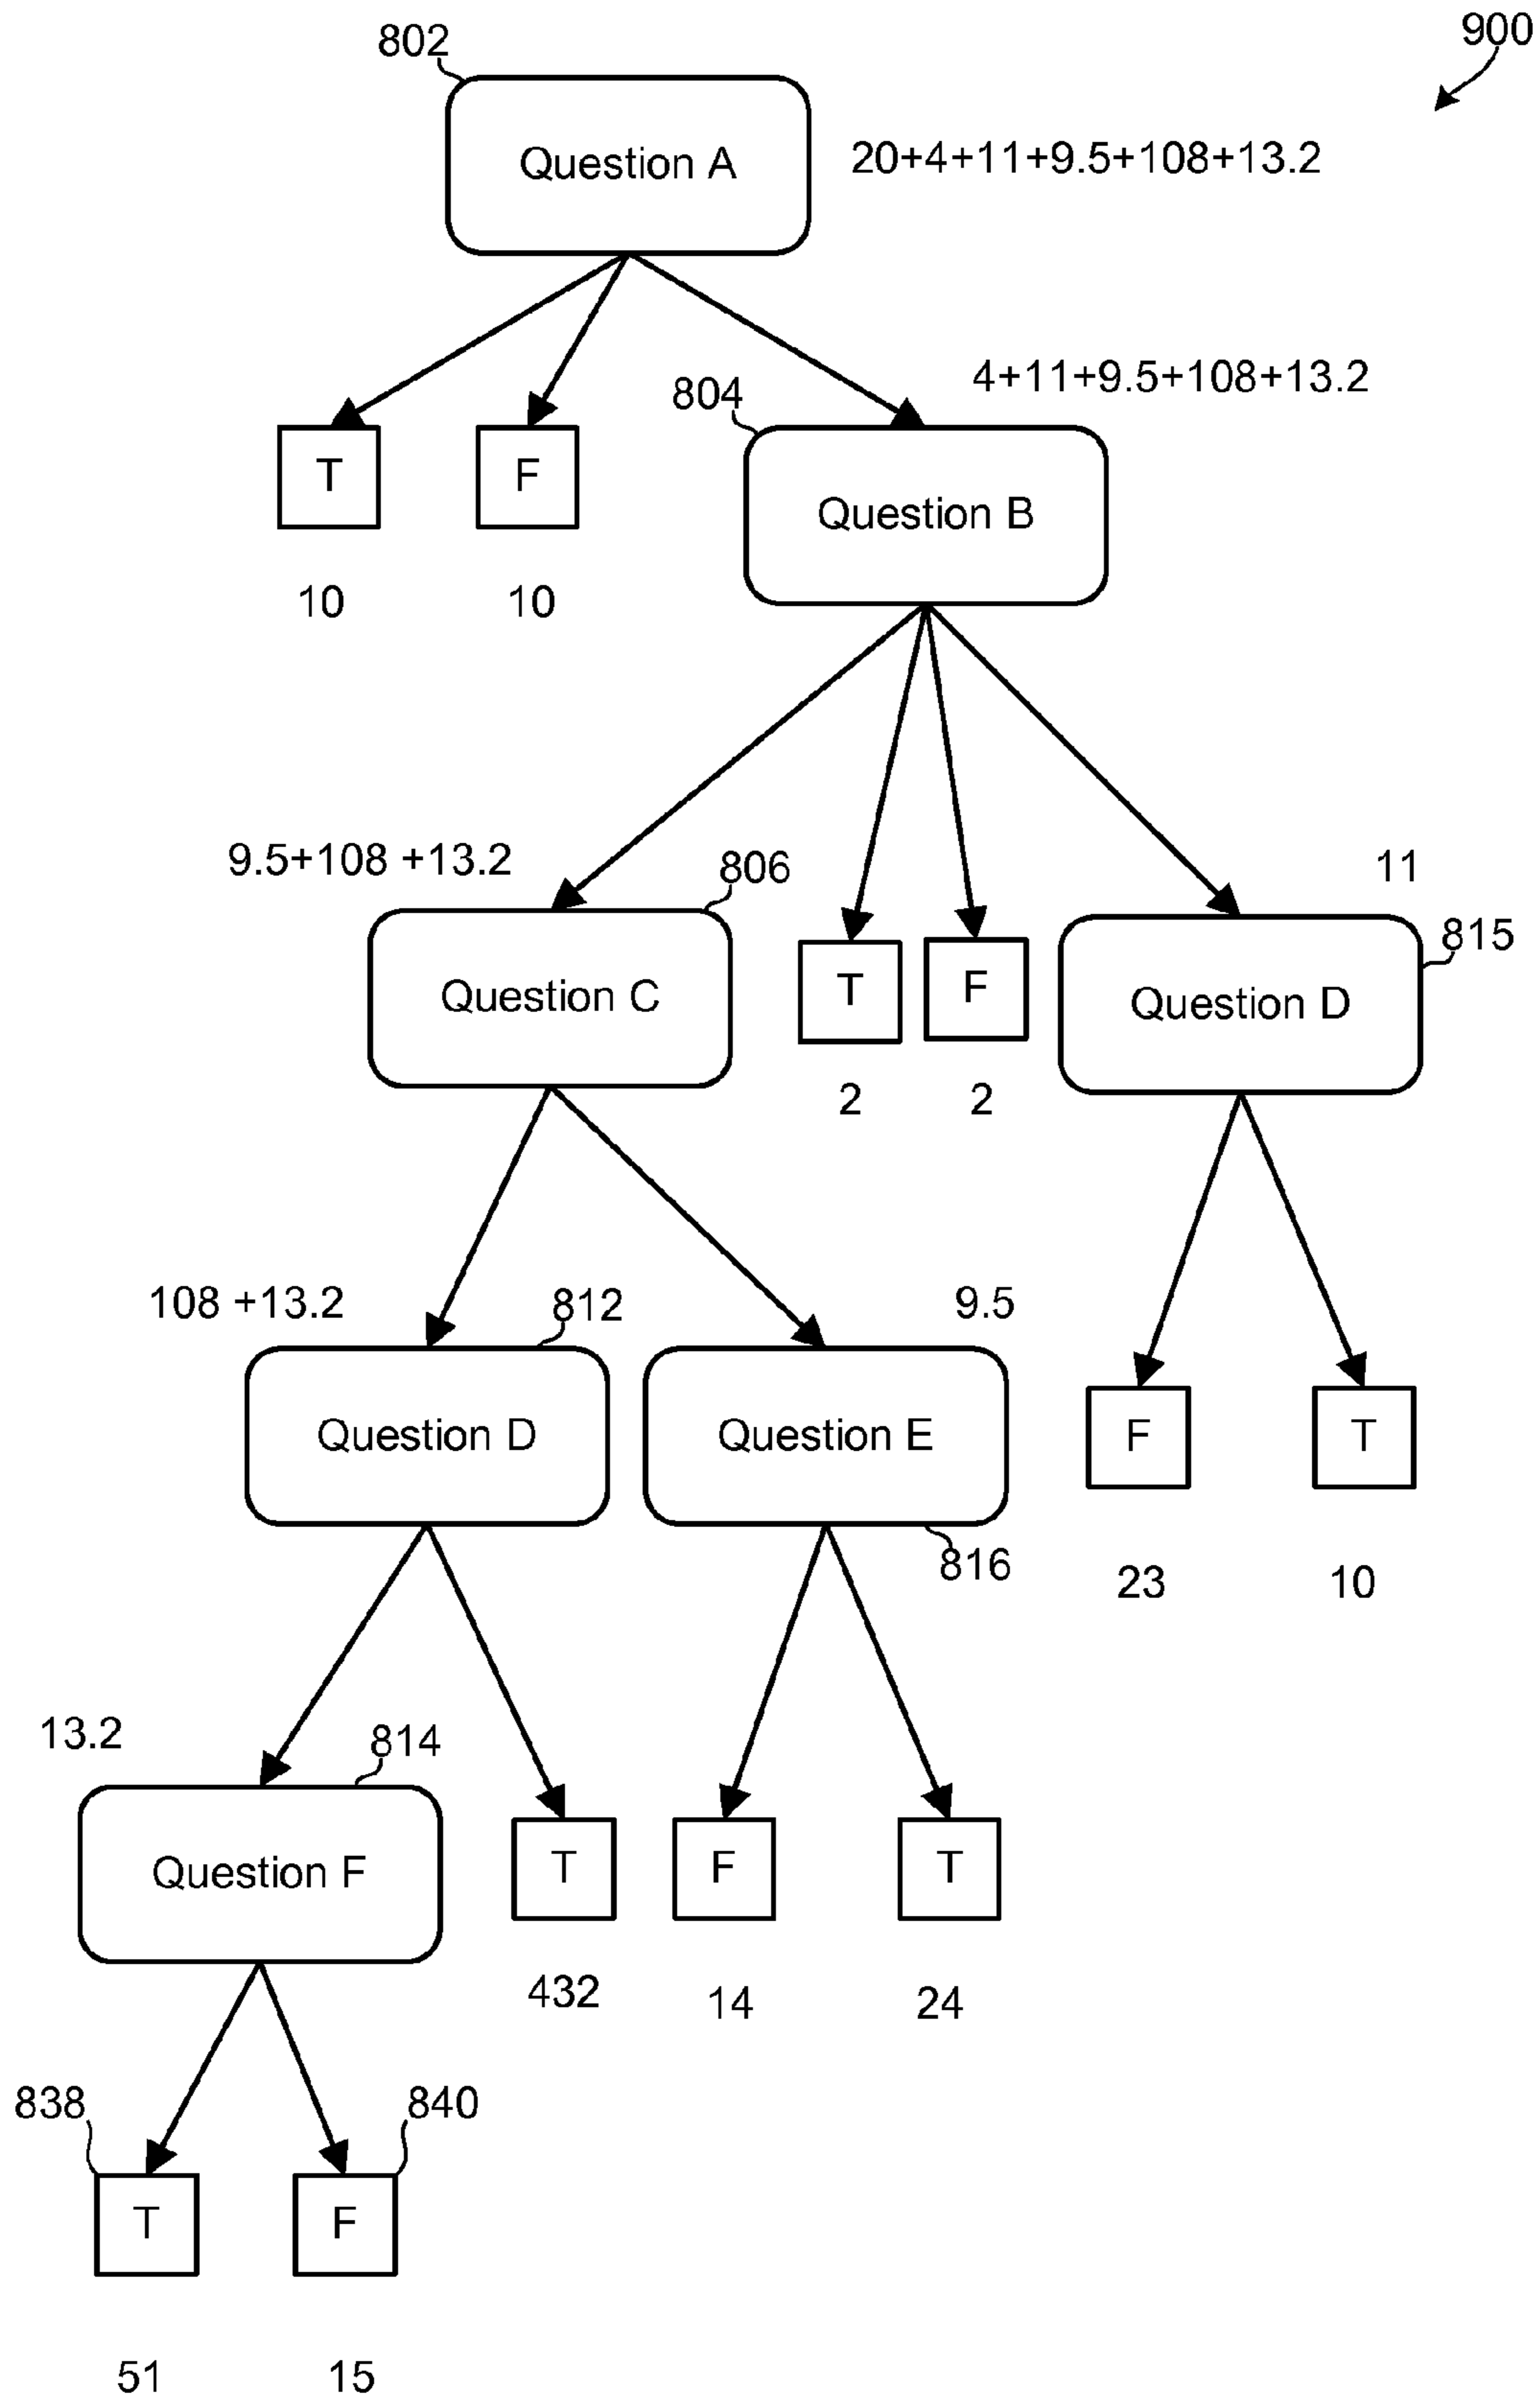 802
900
Question A
20+4+11+9.5+108+13.2
804
4+11+9.5+108+13.2
T
F
Question B
10
10
9.5+108 +13.2
806
11
815
Question C
T
F
Question D
2
2
108 +13.2
812
9.5
Question D
Question E
F
T
816
23
10
13.2
814
Question F
T
F
T
432
14
24
838
840
T
F
51
15